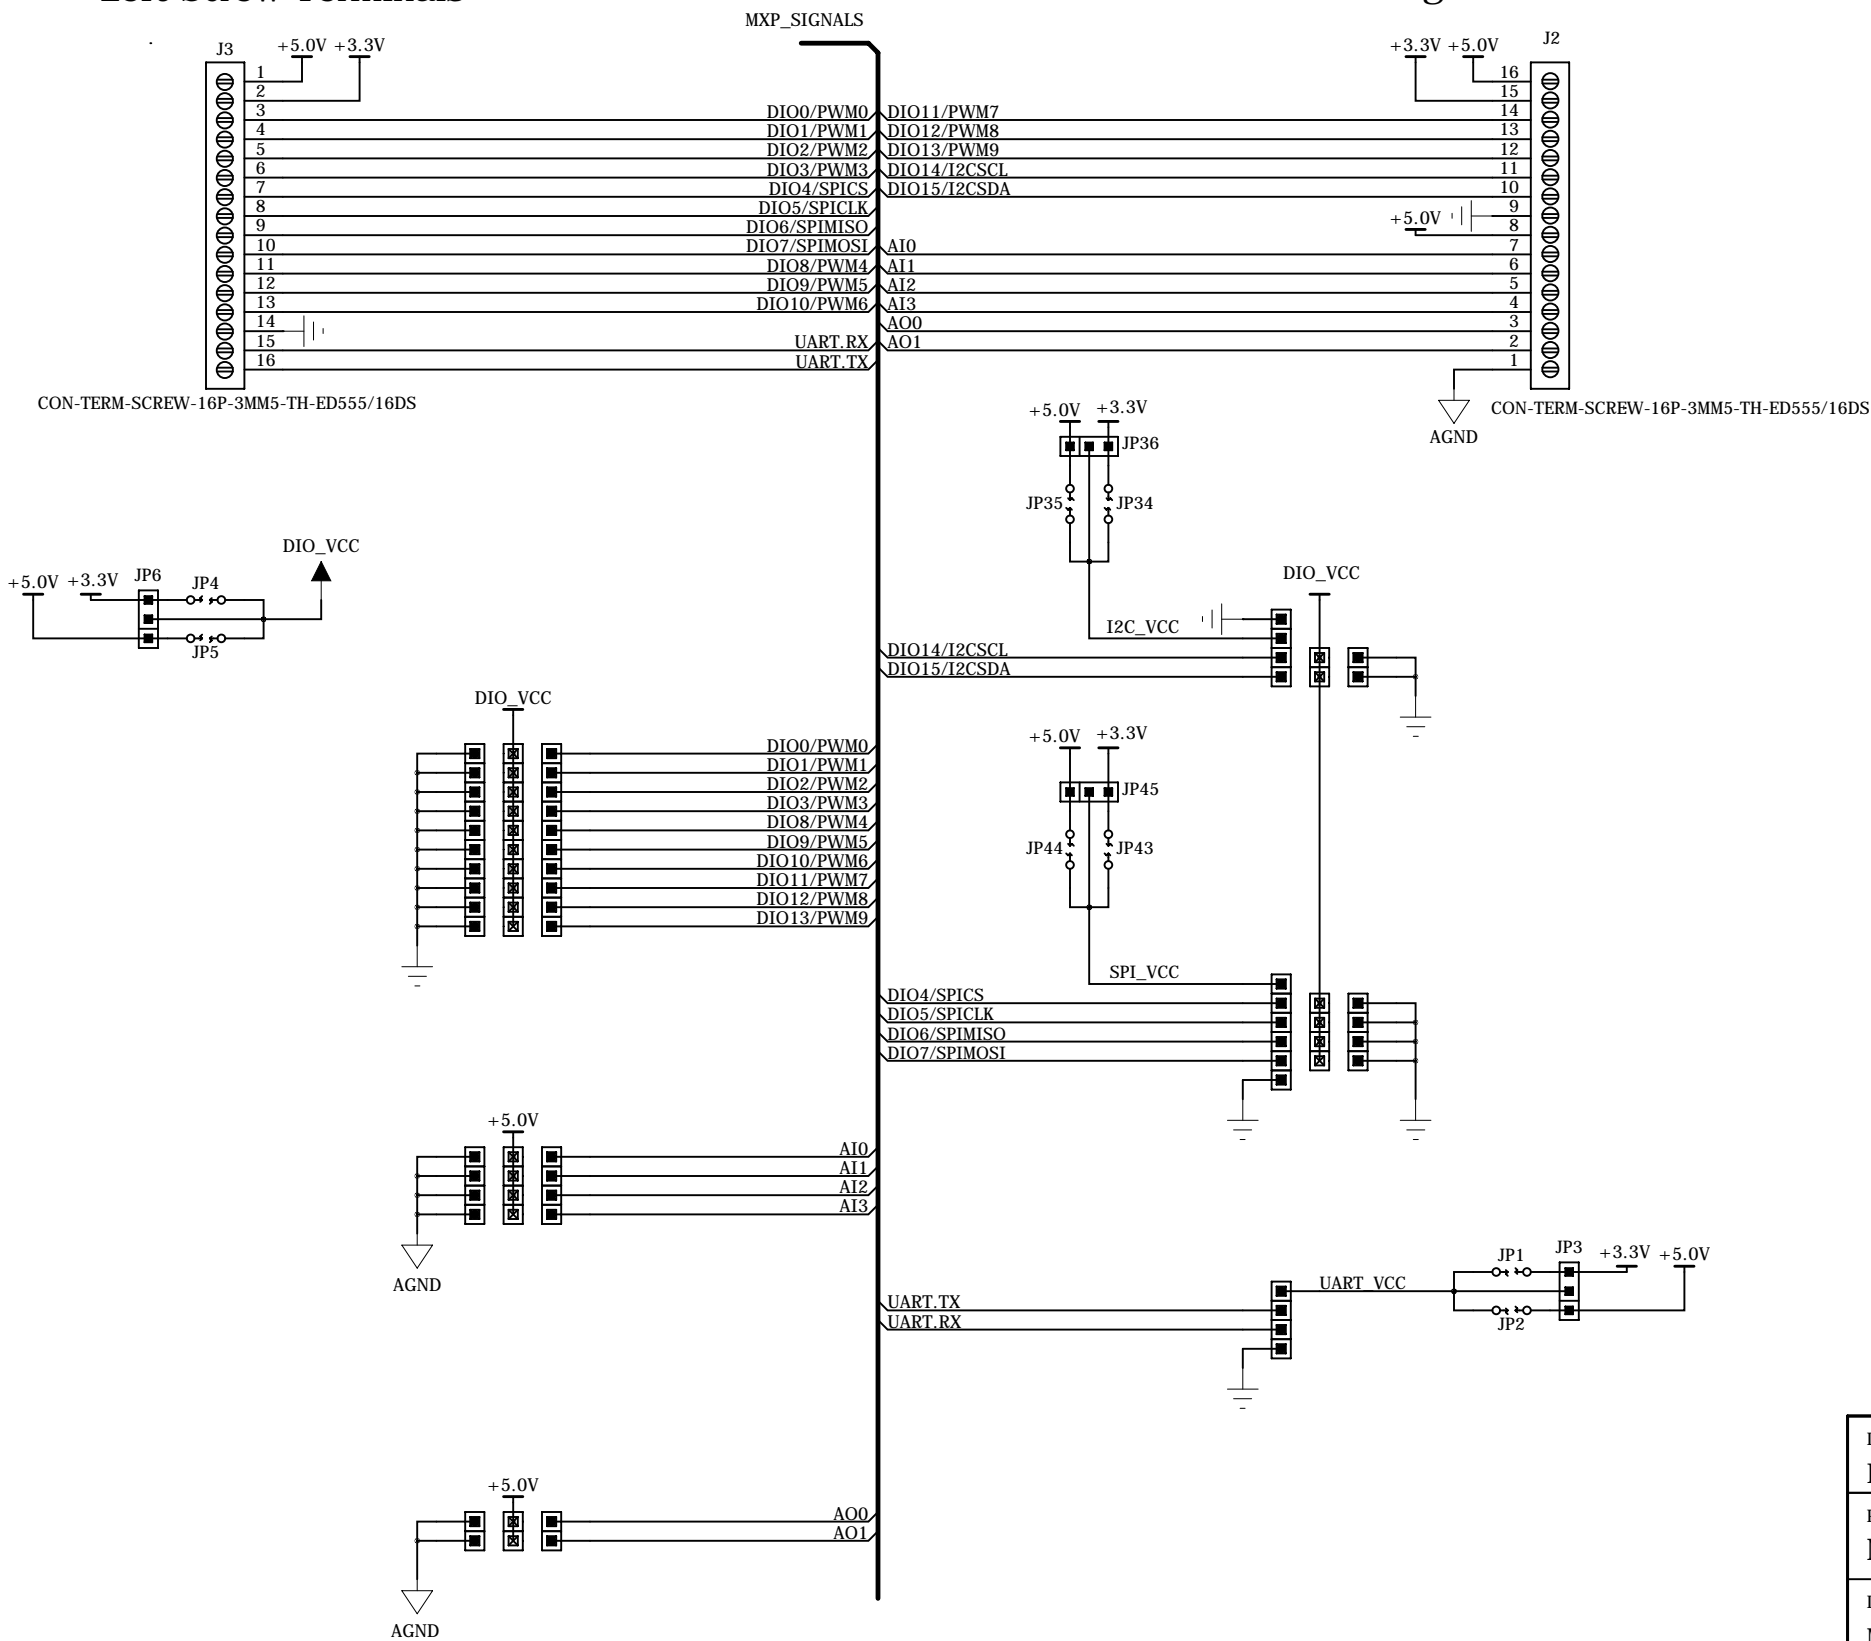 MXP_SIGNALS
J3
+5.0V +3.3V
1
2
3
4
5
6
7
8
9
10
11
12
13
14
15
16
CON-TERM-SCREW-16P-3MM5-TH-ED555/16DS
DIO0/PWM0
DIO1/PWM1
DIO2/PWM2
DIO3/PWM3
DIO4/SPICS
DIO5/SPICLK
DIO6/SPIMISO
DIO7/SPIMOSI
DIO8/PWM4
DIO9/PWM5
DIO10/PWM6
UART.RX
UART.TX
DIO11/PWM7
DIO12/PWM8
DIO13/PWM9
DIO14/I2CSCL
DIO15/I2CSDA
AI0
AI1
AI2
AI3
AO0
AO1
+3.3V +5.0V
J2
16
15
14
13
12
11
10
9
+5.0V
8
7
6
5
4
3
2
1
AGND
CON-TERM-SCREW-16P-3MM5-TH-ED555/16DS
+5.0V +3.3V
JP36
JP35
JP34
I2C_VCC
DIO_VCC
DIO14/I2CSCL
DIO15/I2CSDA
DIO_VCC
+5.0V +3.3V
JP6
JP4
JP5
DIO_VCC
DIO0/PWM0
DIO1/PWM1
DIO2/PWM2
DIO3/PWM3
DIO8/PWM4
DIO9/PWM5
DIO10/PWM6
DIO11/PWM7
DIO12/PWM8
DIO13/PWM9
+5.0V +3.3V
JP45
JP44
JP43
SPI_VCC
DIO4/SPICS
DIO5/SPICLK
DIO6/SPIMISO
DIO7/SPIMOSI
+5.0V
AI0
AI1
AI2
AI3
AGND
JP1
JP3
+3.3V +5.0V
UART_VCC
JP2
UART.TX
UART.RX
+5.0V
AO0
AO1
AGND